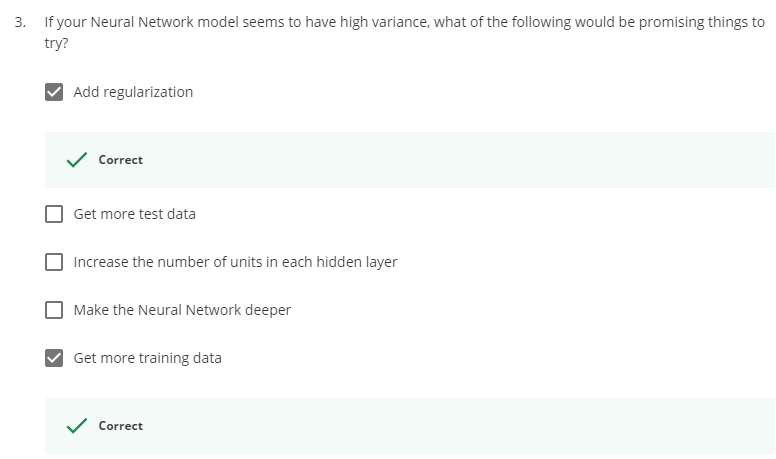 3. If your Neural Network model seems to have high variance, what of the following would be promising things to
try?
Add regularization
Correct
Get more test data
Increase the number of units in each hidden layer
Make the Neural Network deeper
Get more training data
Correct